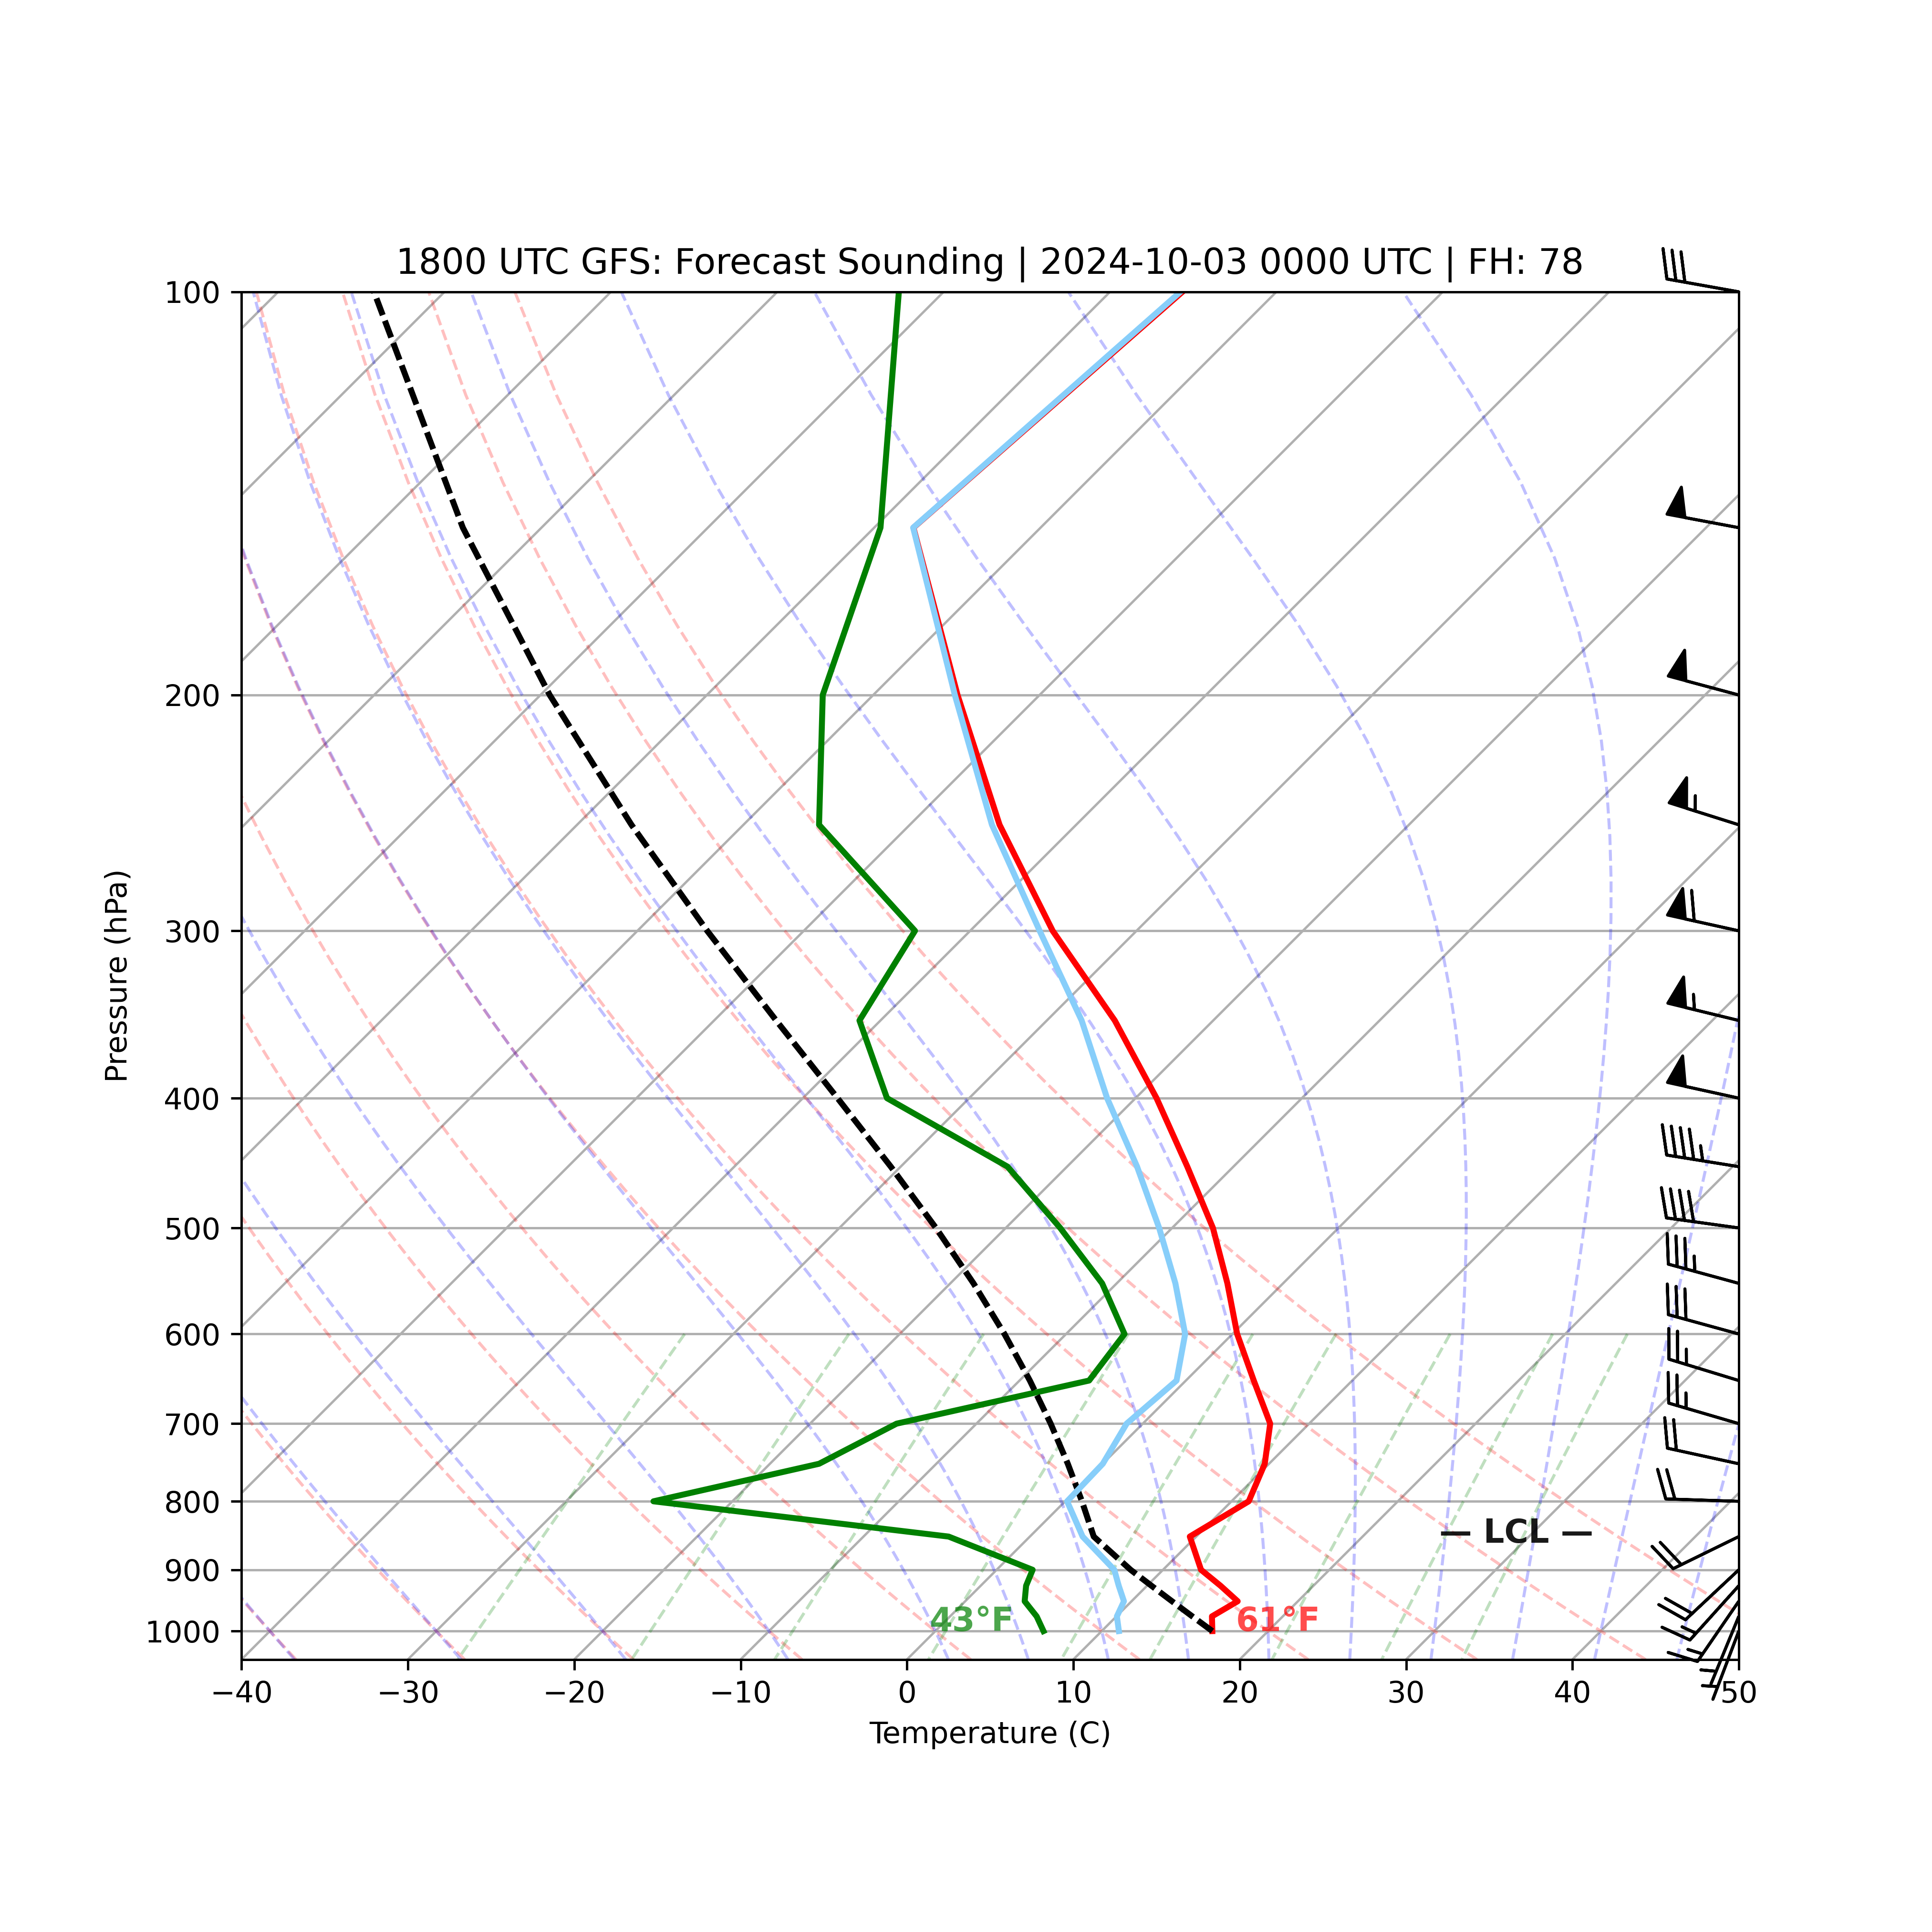 1800 UTC GFS: Forecast Sounding | 2024-10-03 0000 UTC | FH: 78
100
200
300
400
500
600
700
800
900
1000
Pressure (hPa)
— LCL —
43°F
61°F
−40 −30 −20 −10 0 10 20 30 40 50
Temperature (C)